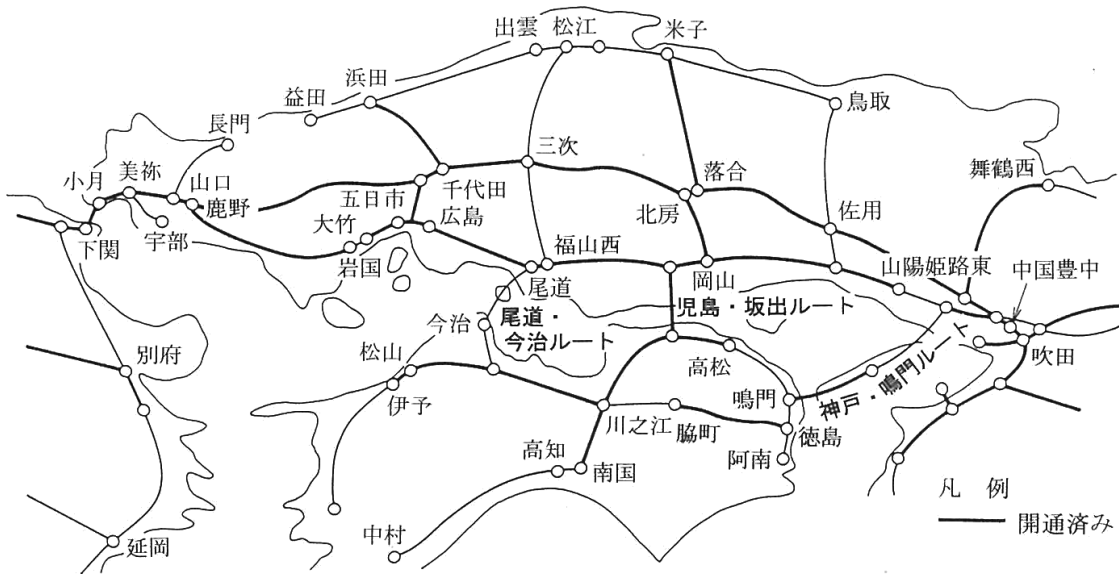 出雲
松江
米子
浜田
益田
鳥取
長門
三次
舞鶴西
小月
美祢
山口
五日市
千代田
落合
鹿野
大竹
広島
北房
佐用
下関
宇部
岩国
福山西
岡山
山陽姫路東
中国豊中
尾道
児島・坂出ルート
今治
尾道・
今治ルート
吹田
別府
松山
高松
神戸・鳴門ルート
伊予
鳴門
川之江
脇町
徳島
高知
南国
阿南
凡　例
開通済み
中村
延岡